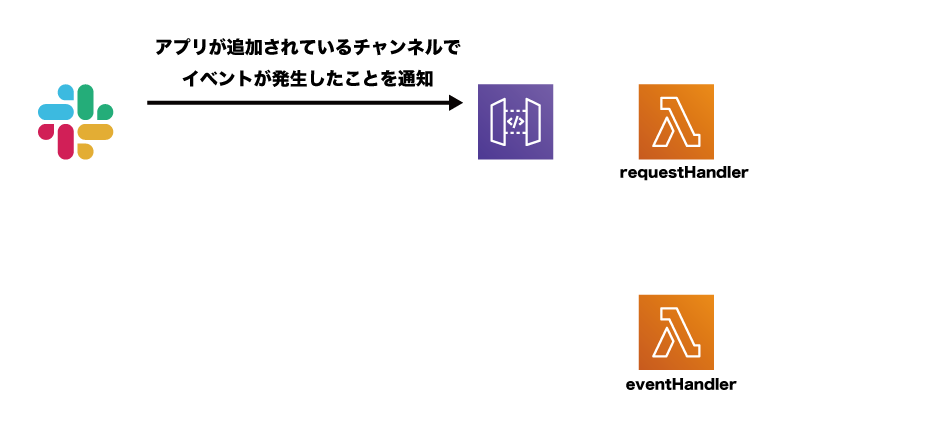 アプリが追加されているチャンネルで
イベントが発生したことを通知
</>
requestHandler
eventHandler